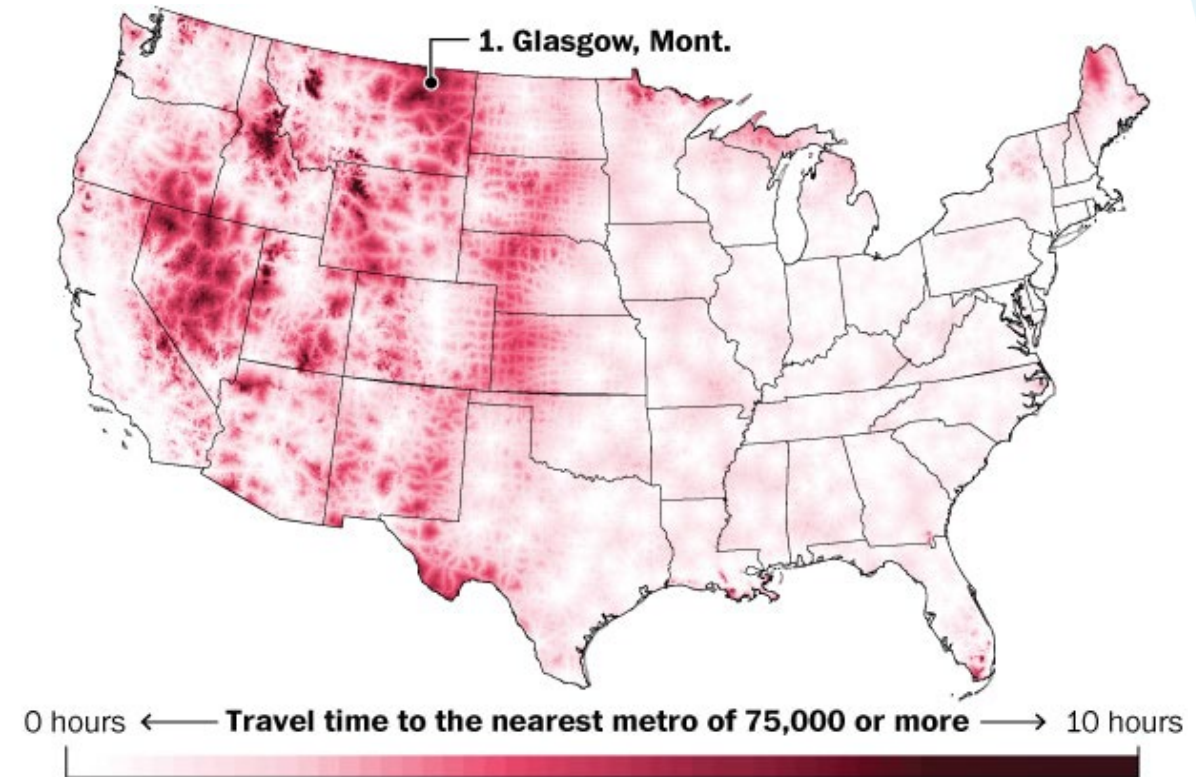 1. Glasgow, Mont.
0 hours ← Travel time to the nearest metro of 75,000 or more → 10 hours